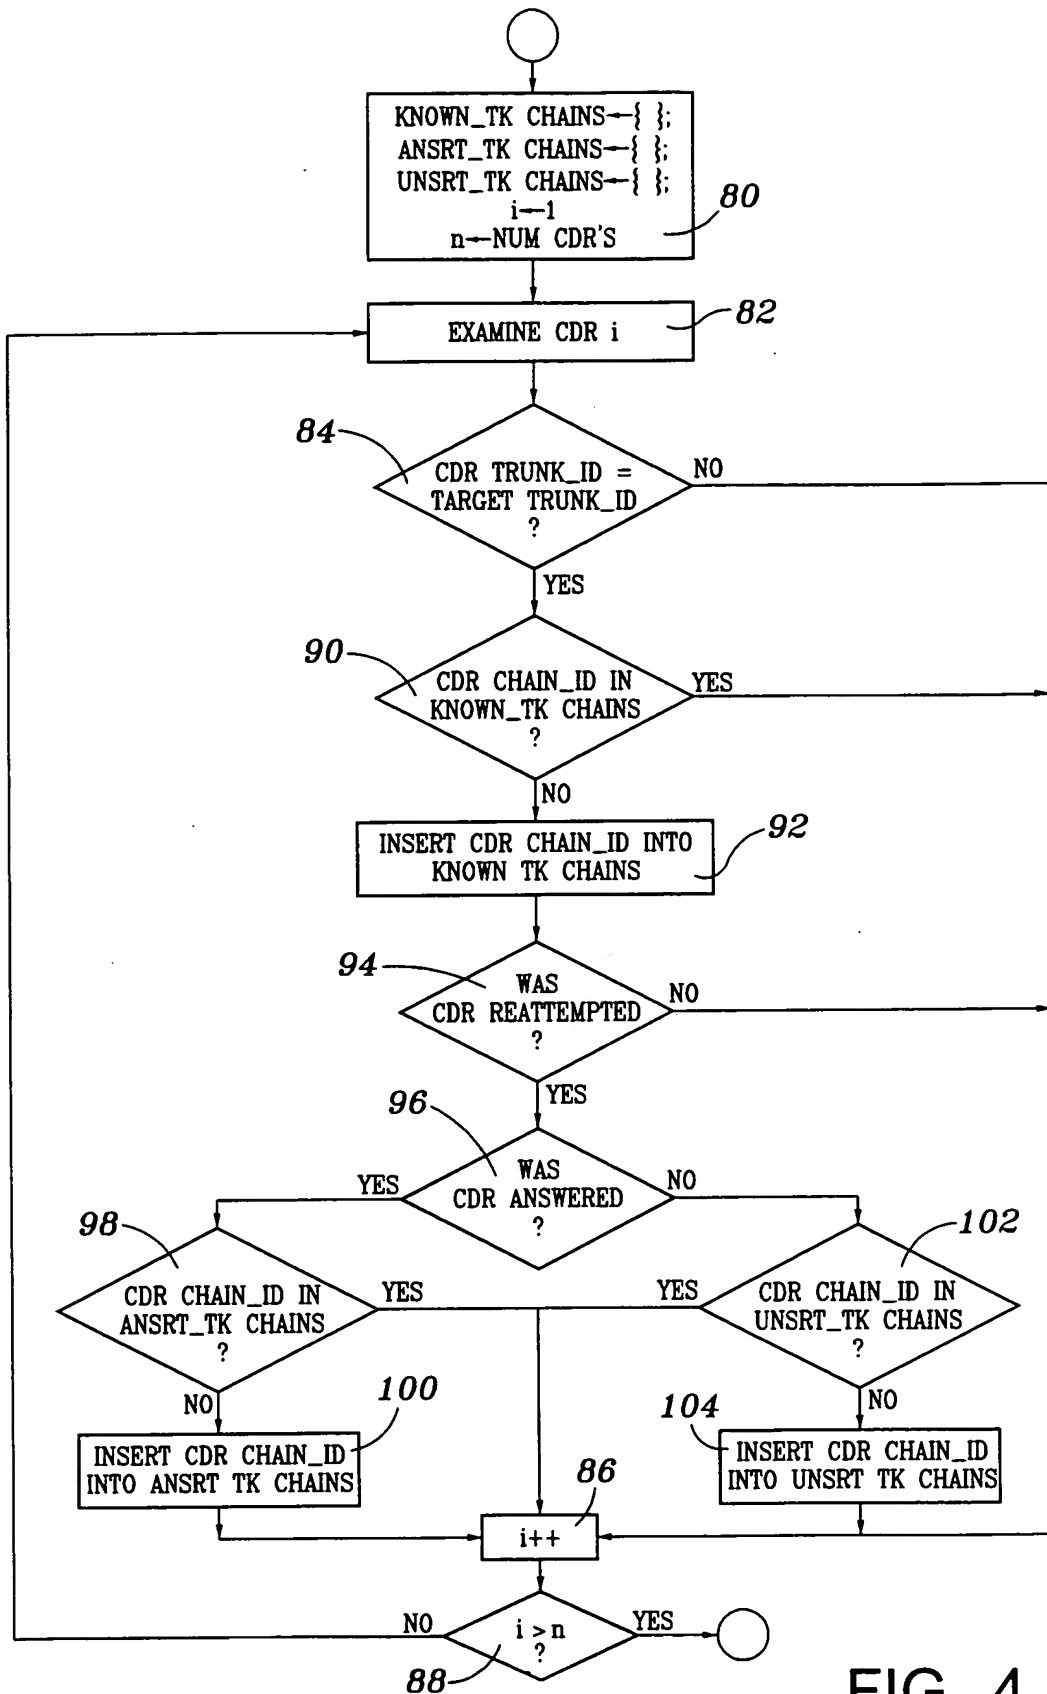 KNOWN_TK CHAINS←{ };
ANSRT_TK CHAINS←{ };
UNSRT_TK CHAINS←{ };
i←1
n←NUM CDR'S
80
EXAMINE CDR i
82
84
CDR TRUNK_ID =
TARGET TRUNK_ID
?
NO
YES
90
CDR CHAIN_ID IN
KNOWN_TK CHAINS
?
YES
NO
INSERT CDR CHAIN_ID INTO
KNOWN TK CHAINS
92
94
WAS
CDR REATTEMPTED
?
NO
YES
96
WAS
CDR ANSWERED
?
YES
NO
98
CDR CHAIN_ID IN
ANSRT_TK CHAINS
?
YES
NO
102
CDR CHAIN_ID IN
UNSRT_TK CHAINS
?
YES
NO
100
INSERT CDR CHAIN_ID
INTO ANSRT TK CHAINS
104
INSERT CDR CHAIN_ID
INTO UNSRT TK CHAINS
86
i++
i > n
?
NO
YES
88
FIG. 4